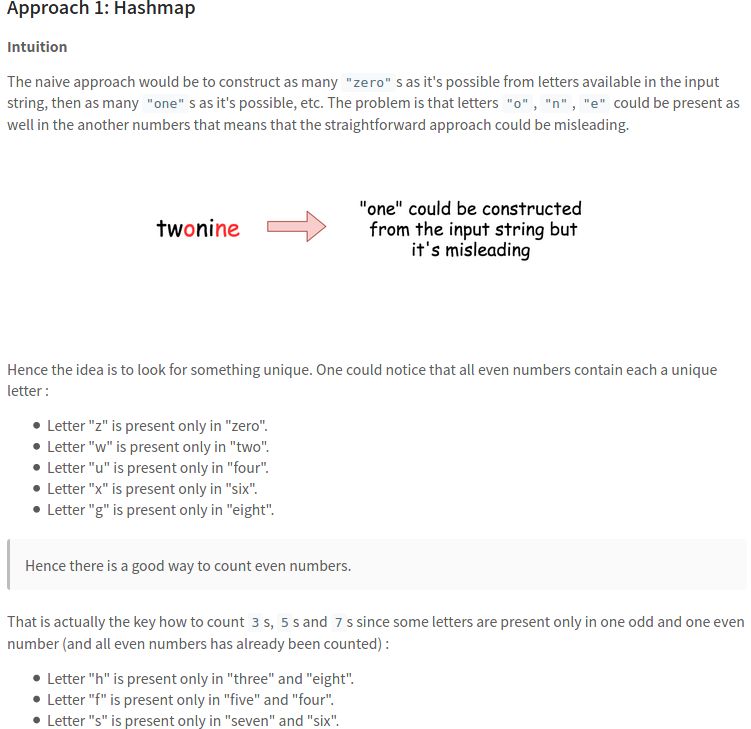 Approach 1: Hashmap
Intuition
The naive approach would be to construct as many "zero" s as it's possible from letters available in the input
string, then as many "one" s as it's possible, etc. The problem is that letters "o" , "n" , "e" could be present as
well in the another numbers that means that the straightforward approach could be misleading.
twonine
"one" could be constructed
from the input string but
it's misleading
Hence the idea is to look for something unique. One could notice that all even numbers contain each a unique
letter :
● Letter "z" is present only in "zero".
● Letter "w" is present only in "two".
● Letter "u" is present only in "four".
● Letter "x" is present only in "six".
● Letter "g" is present only in "eight".
Hence there is a good way to count even numbers.
That is actually the key how to count 3 s, 5 s and 7 s since some letters are present only in one odd and one even
number (and all even numbers has already been counted) :
● Letter "h" is present only in "three" and "eight".
● Letter "f" is present only in "five" and "four".
● Letter "s" is present only in "seven" and "six".